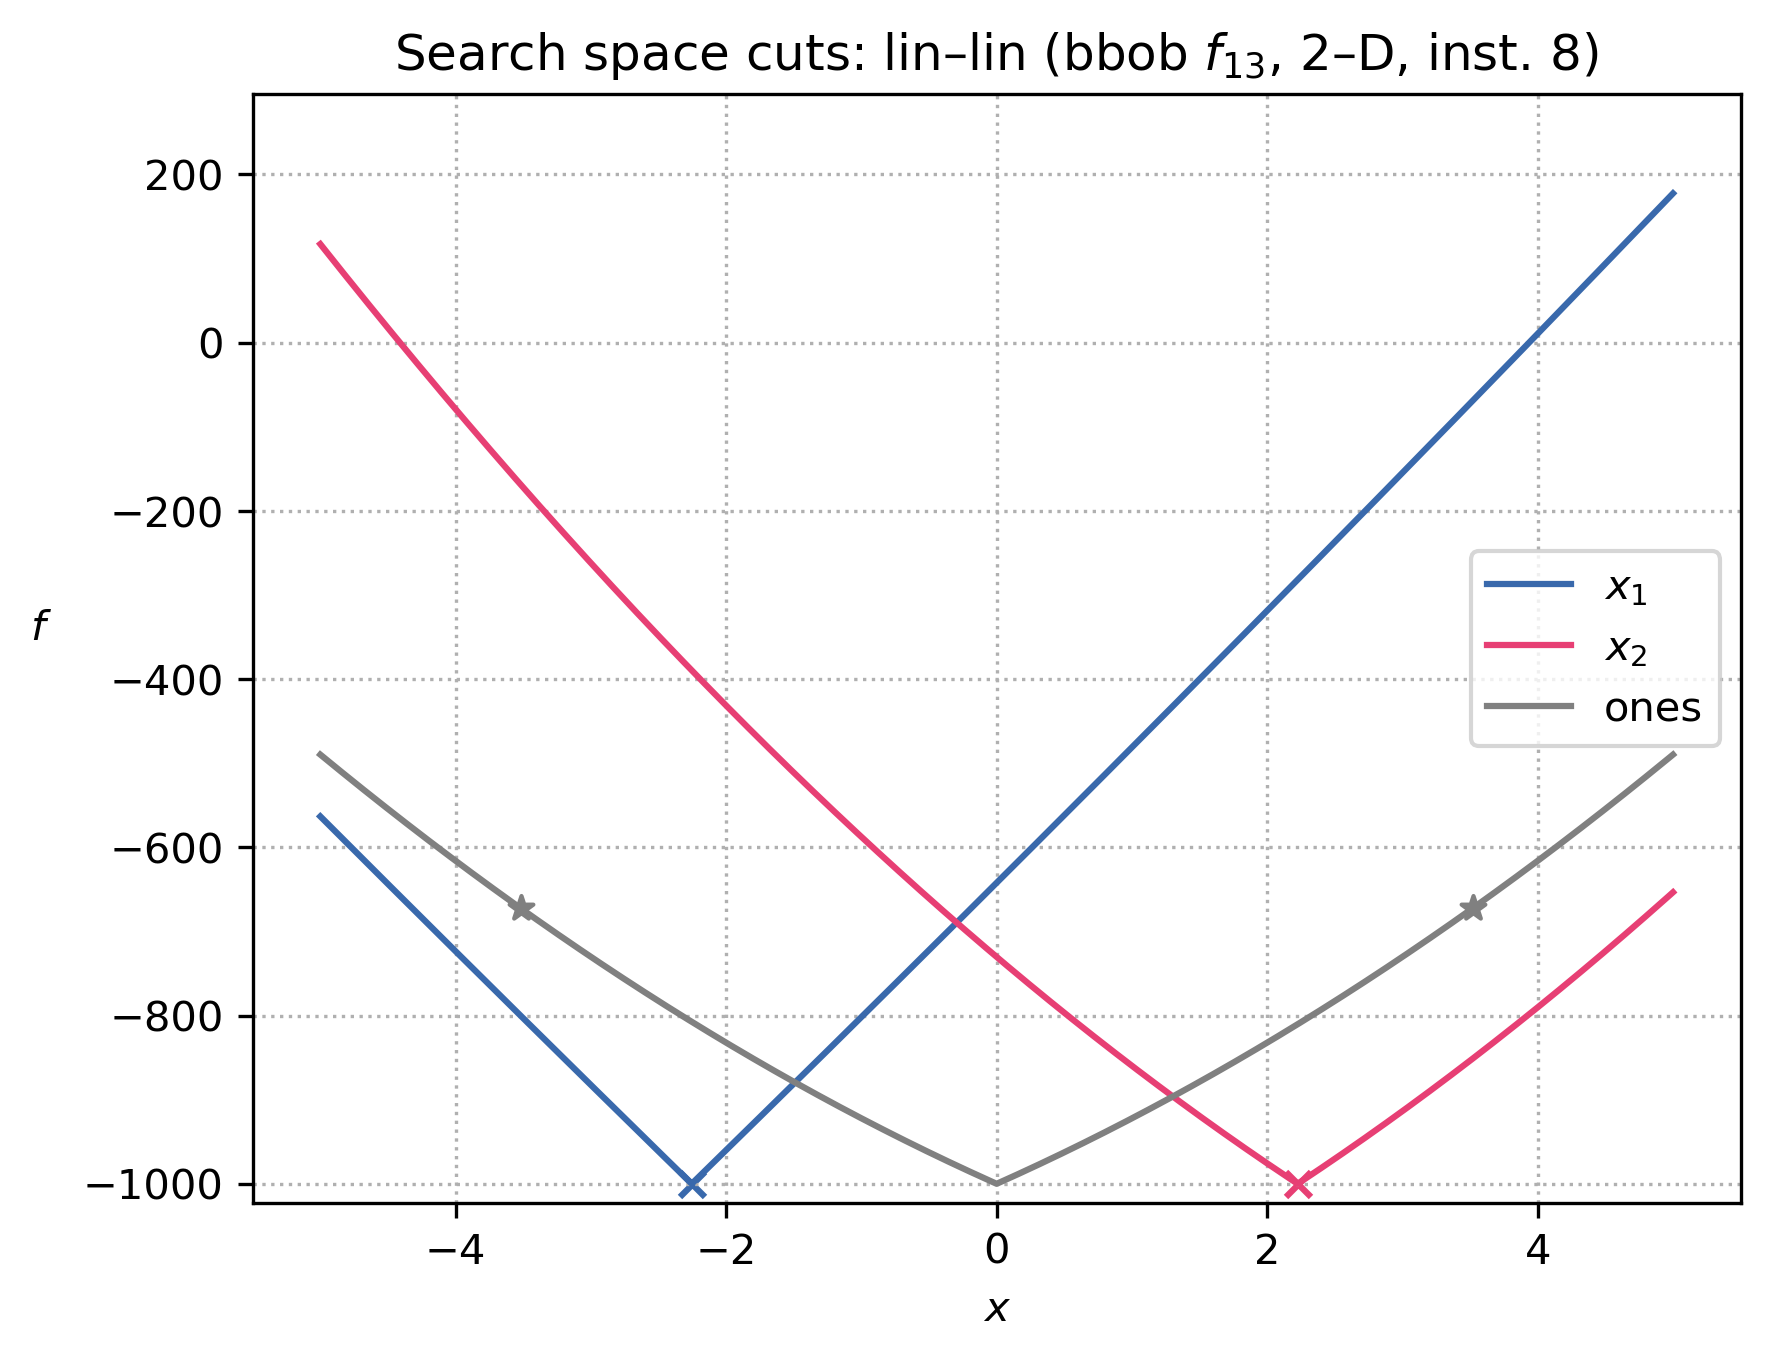 Search space cuts: lin–lin (bbob f₁₃, 2–D, inst. 8)
200
0
−200
−400
−600
−800
−1000
f
x₁
x₂
ones
−4
−2
0
2
4
x